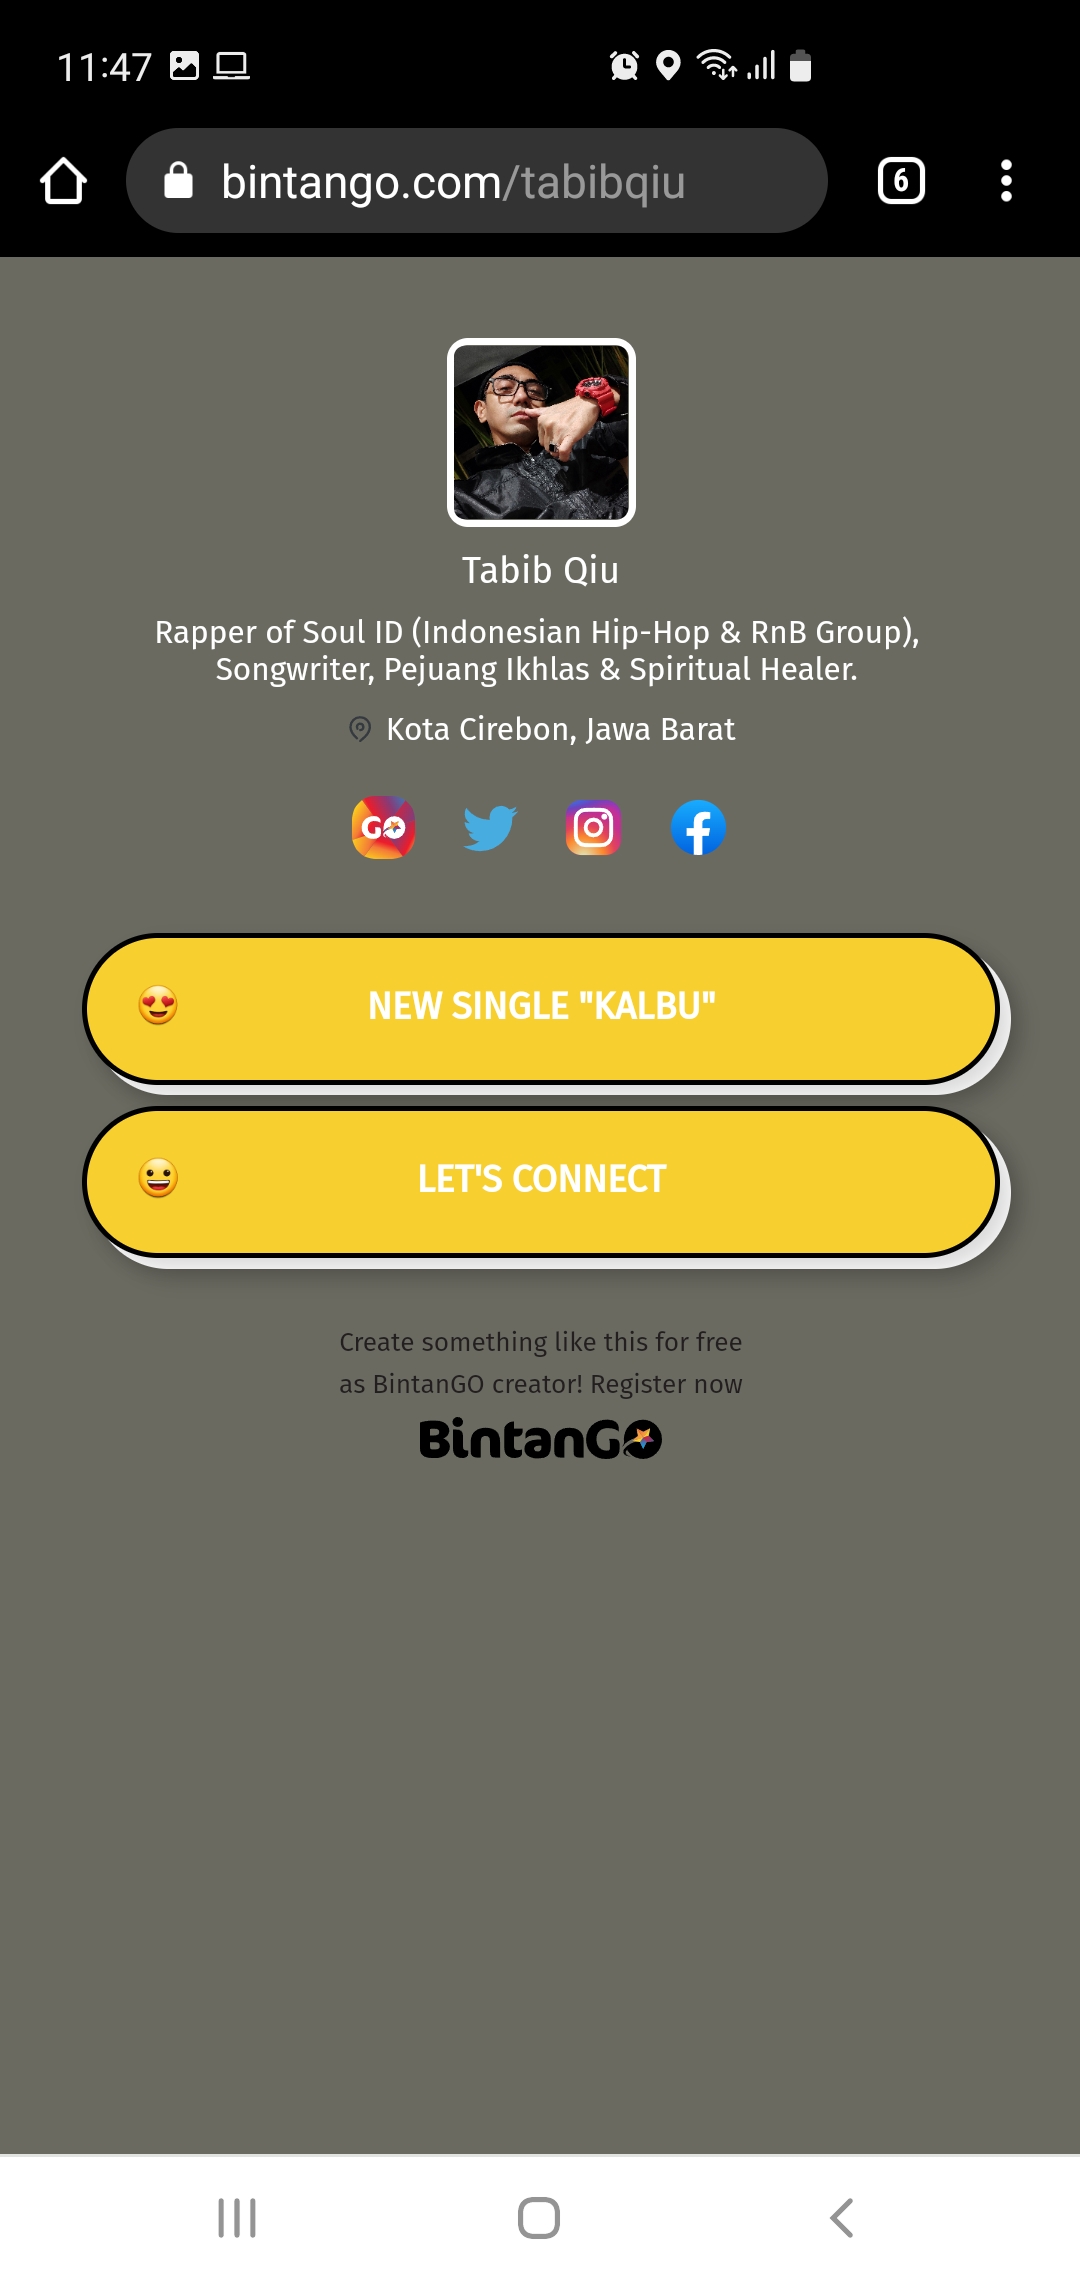 11:47
bintango.com/tabibqiu
6
Tabib Qiu
Rapper of Soul ID (Indonesian Hip-Hop & RnB Group),
Songwriter, Pejuang Ikhlas & Spiritual Healer.
Kota Cirebon, Jawa Barat
GO
NEW SINGLE "KALBU"
LET'S CONNECT
Create something like this for free
as BintanGO creator! Register now
BintanGO